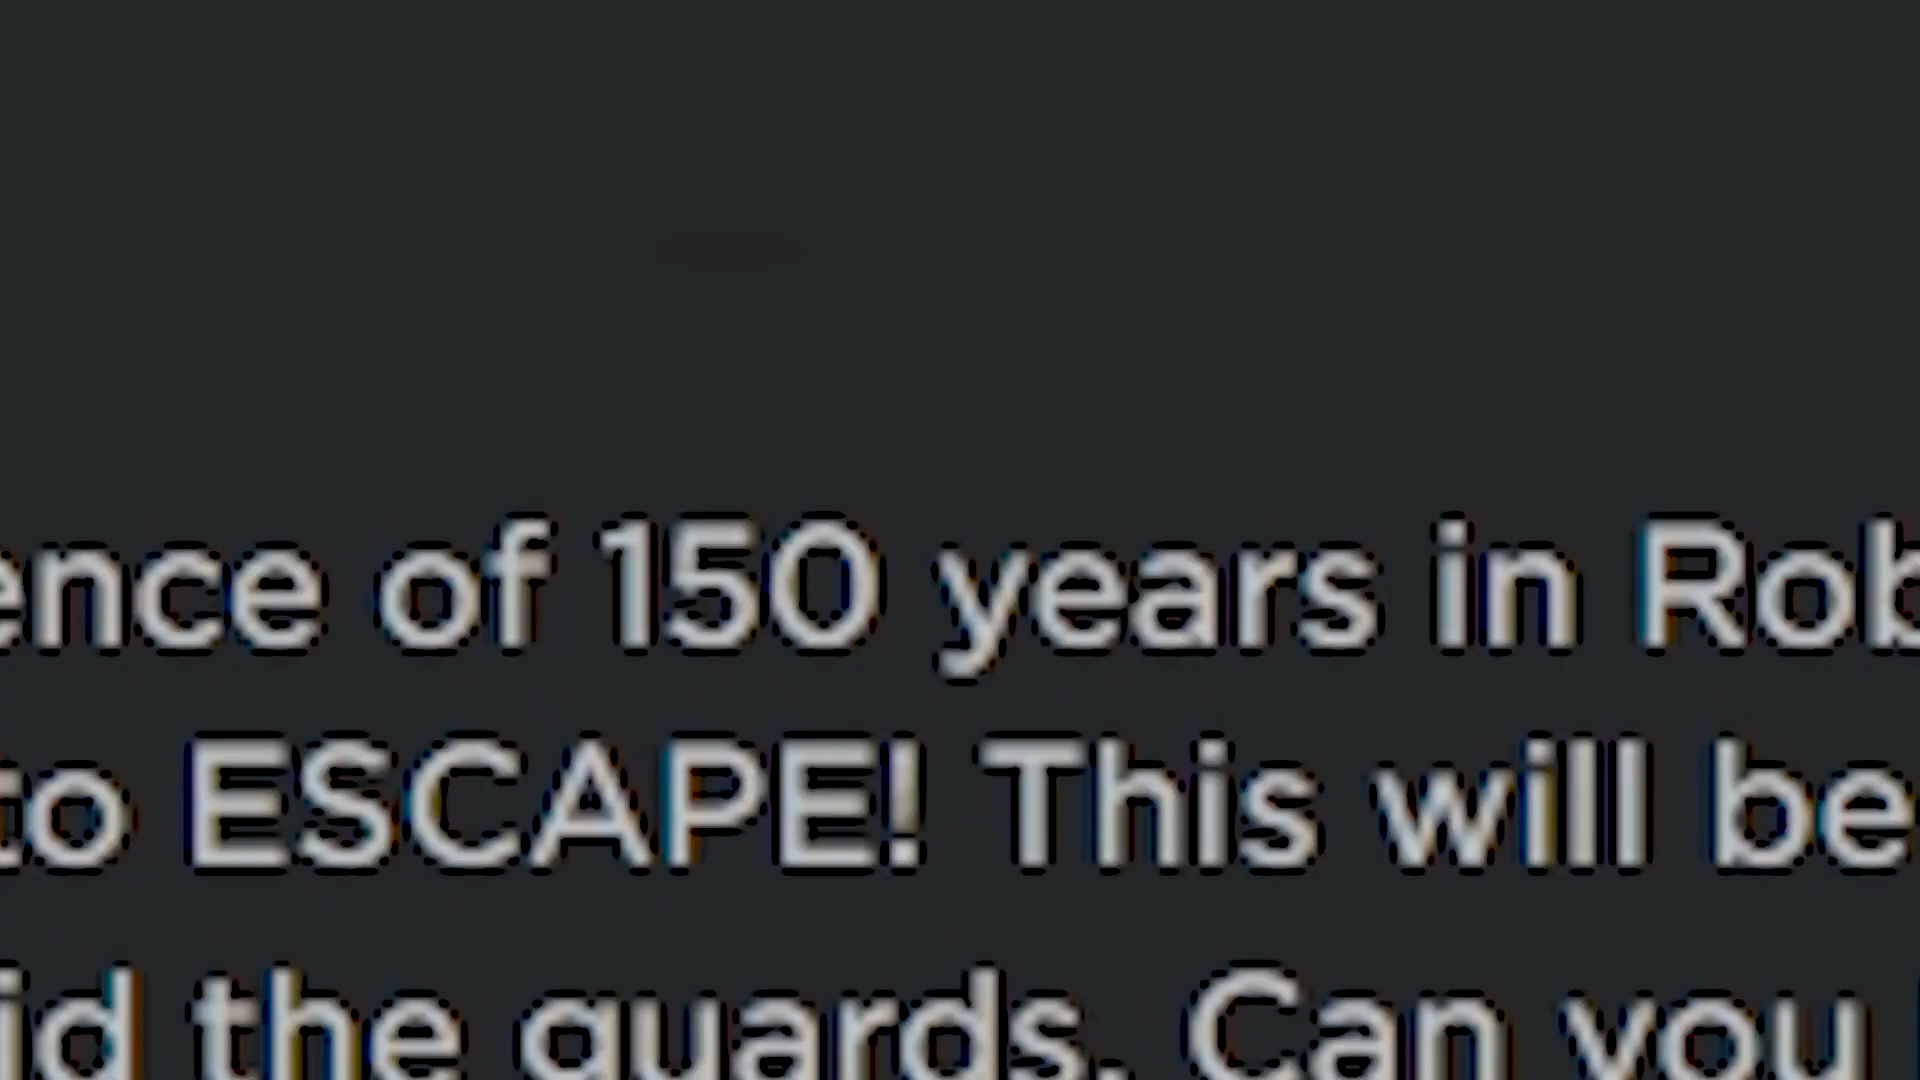 ence of 150 years in Rob
to ESCAPE! This will be
id the guards. Can you